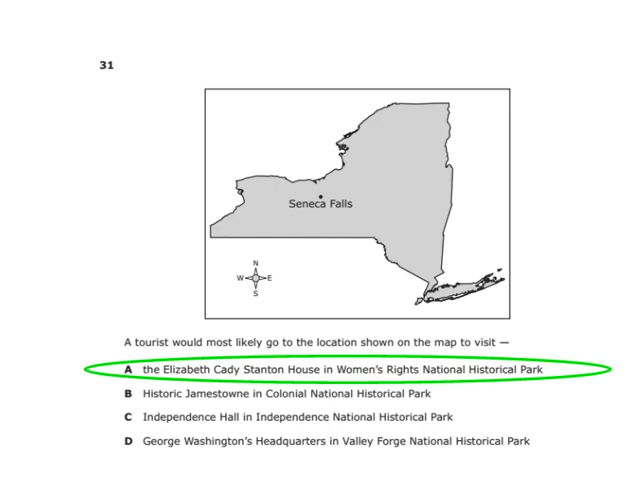 31
Seneca Falls
N
W E
S
A tourist would most likely go to the location shown on the map to visit —
A the Elizabeth Cady Stanton House in Women's Rights National Historical Park
B Historic Jamestowne in Colonial National Historical Park
C Independence Hall in Independence National Historical Park
D George Washington's Headquarters in Valley Forge National Historical Park